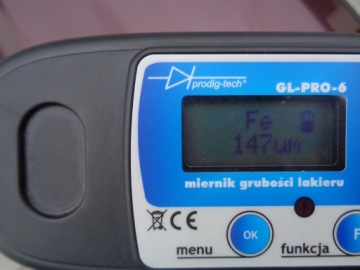 prodig-tech®
GL-PRO-6
Fe
147um
miernik grubości lakieru
CE
menu
OK
funkcja
F